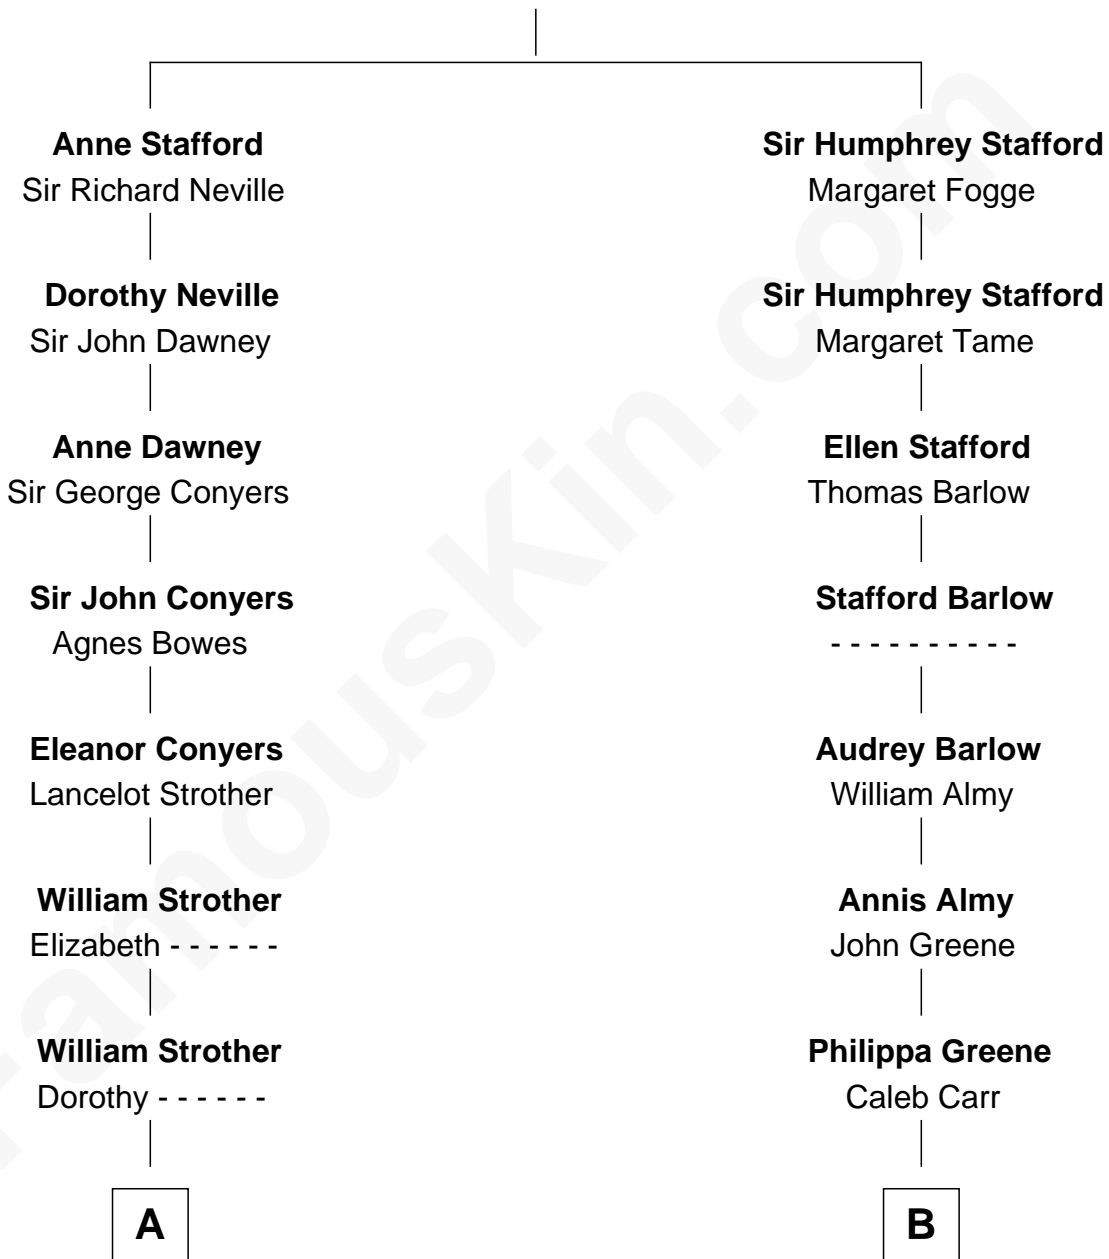 Anne Stafford
Sir Richard Neville
Dorothy Neville
Sir John Dawney
Anne Dawney
Sir George Conyers
Sir John Conyers
Agnes Bowes
Eleanor Conyers
Lancelot Strother
William Strother
Elizabeth - - - - - -
William Strother
Dorothy - - - - - -
A
Sir Humphrey Stafford
Margaret Fogge
Sir Humphrey Stafford
Margaret Tame
Ellen Stafford
Thomas Barlow
Stafford Barlow
- - - - - - - - - -
Audrey Barlow
William Almy
Annis Almy
John Greene
Philippa Greene
Caleb Carr
B
FamousKin.com